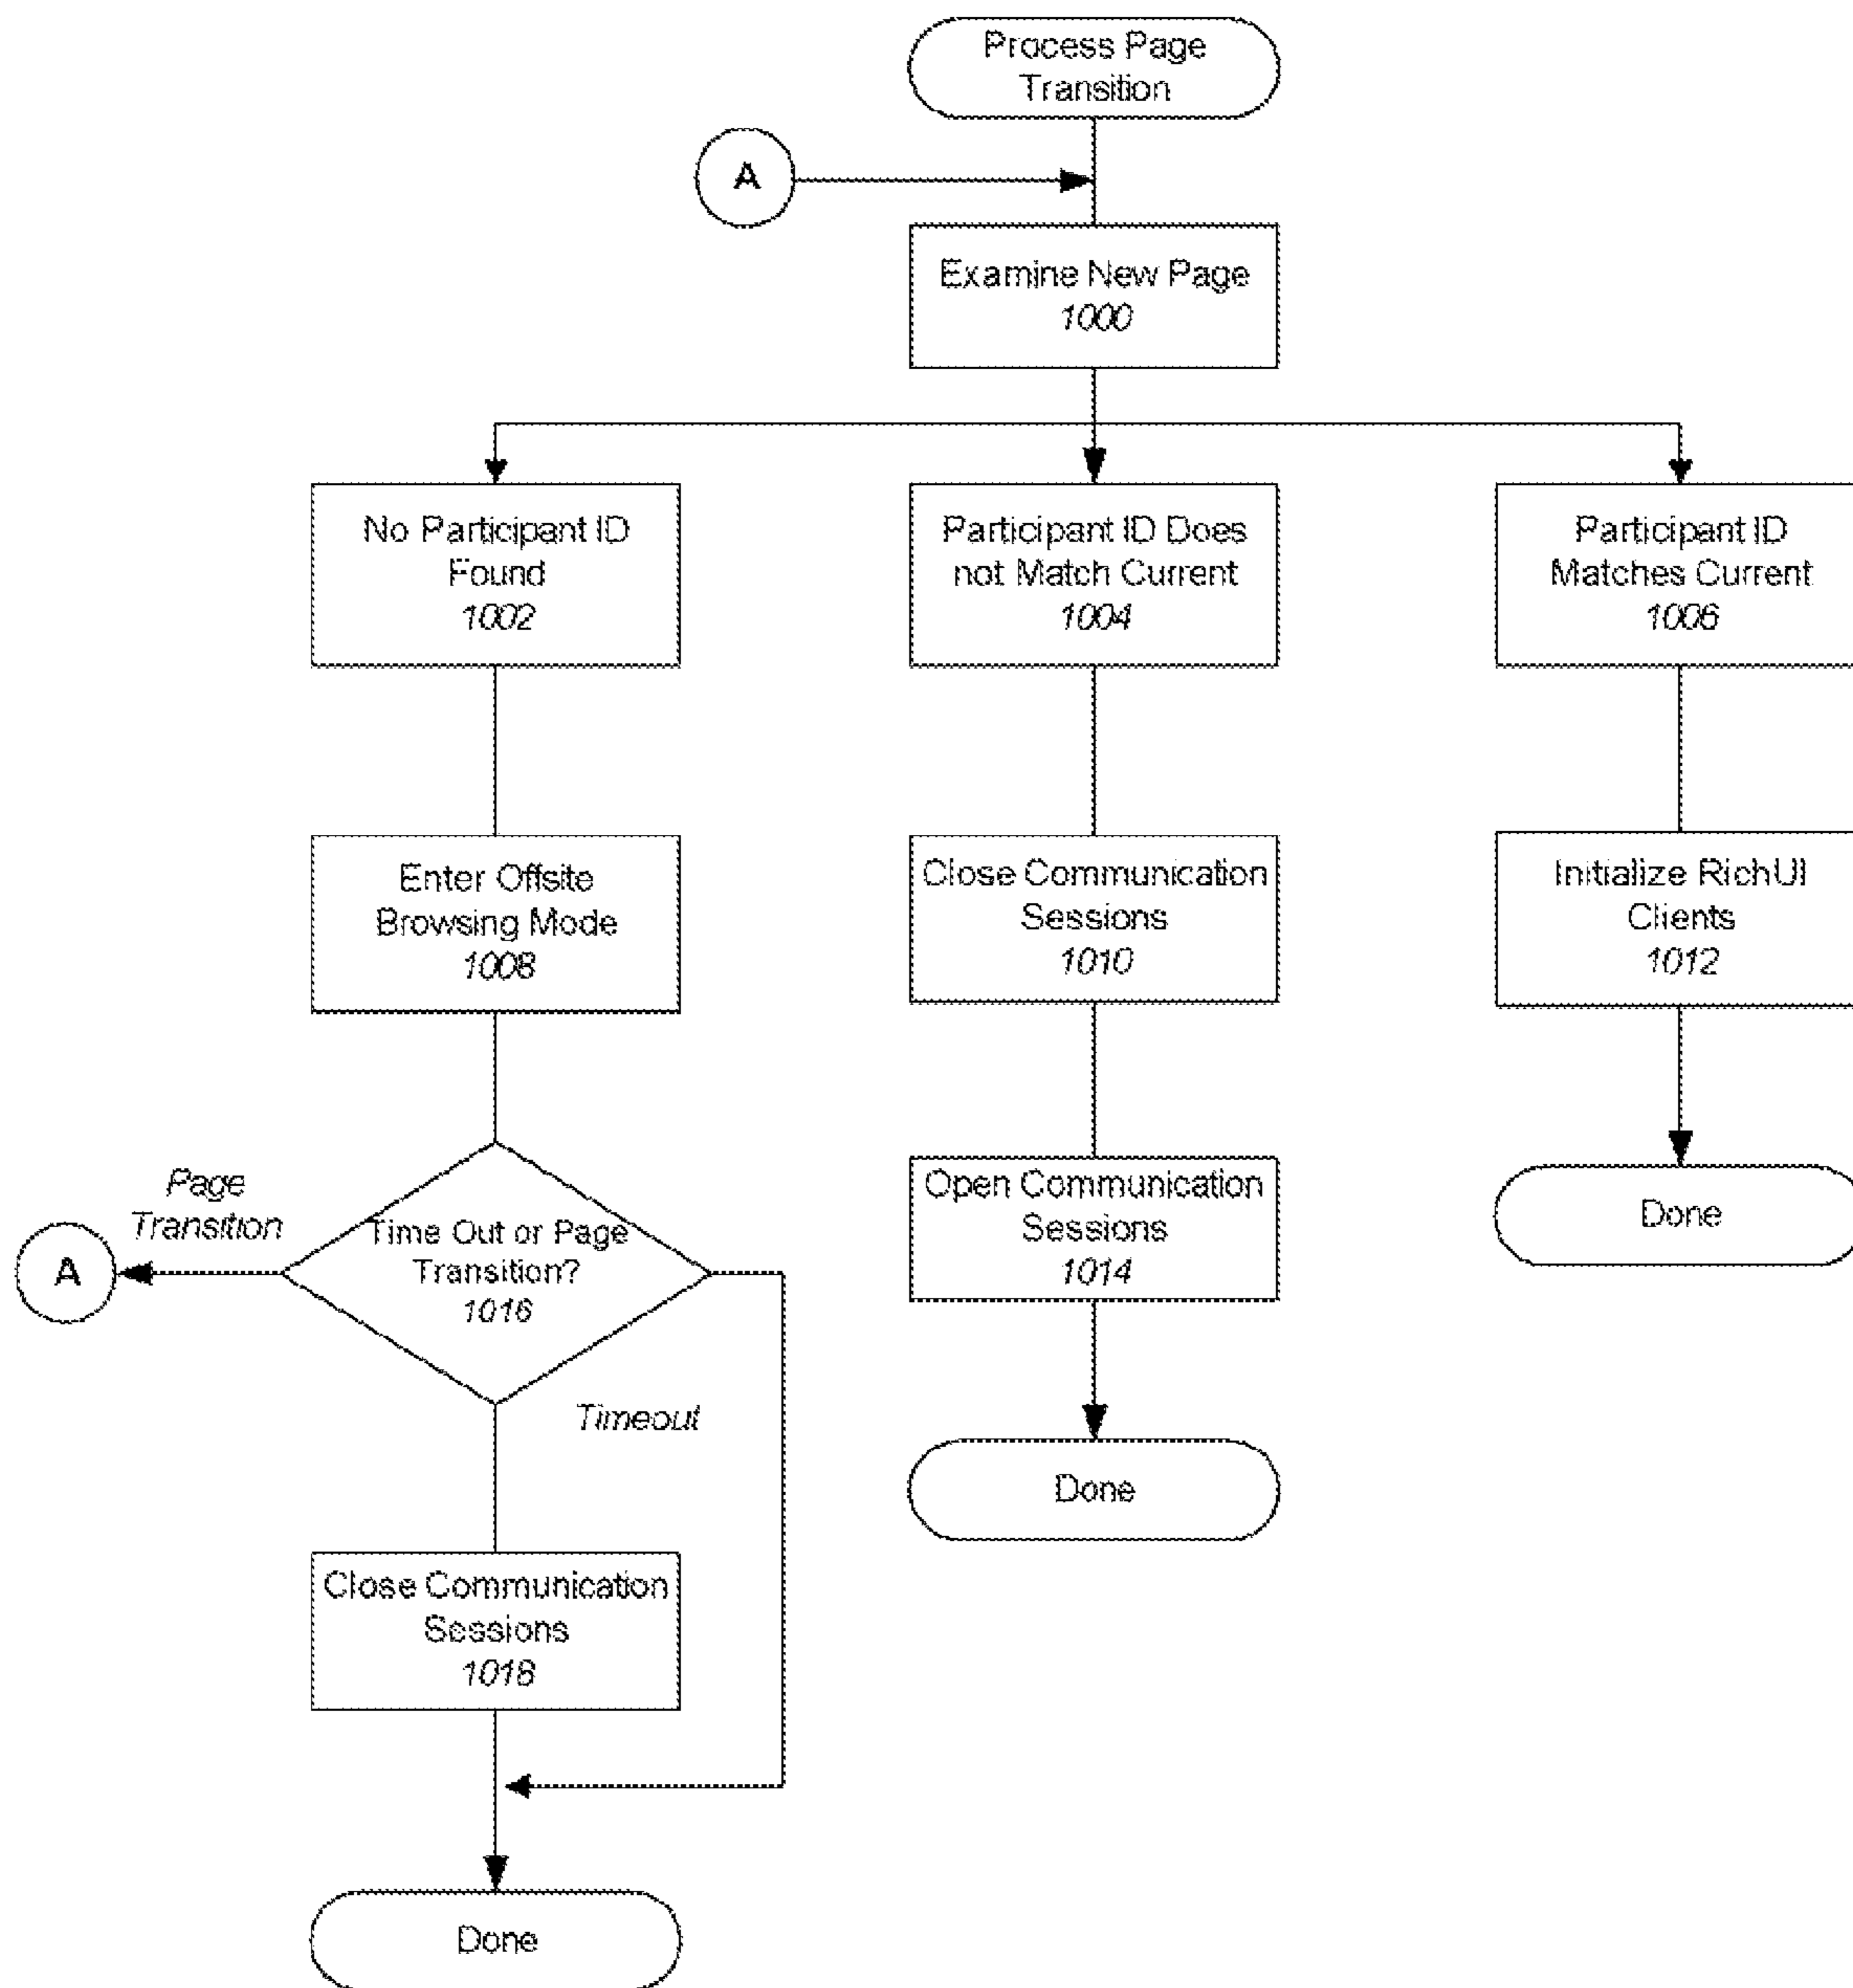 Process Page
Transition
A
Examine New Page
1000
No Participant ID
Found
1002
Participant ID Does
not Match Current
1004
Participant ID
Matches Current
1006
Enter Offsite
Browsing Mode
1008
Close Communication
Sessions
1010
Initialize RichUI
Clients
1012
Page
Transition
A
Time Out or Page
Transition?
1016
Open Communication
Sessions
1014
Done
Timeout
Done
Close Communication
Sessions
1018
Done